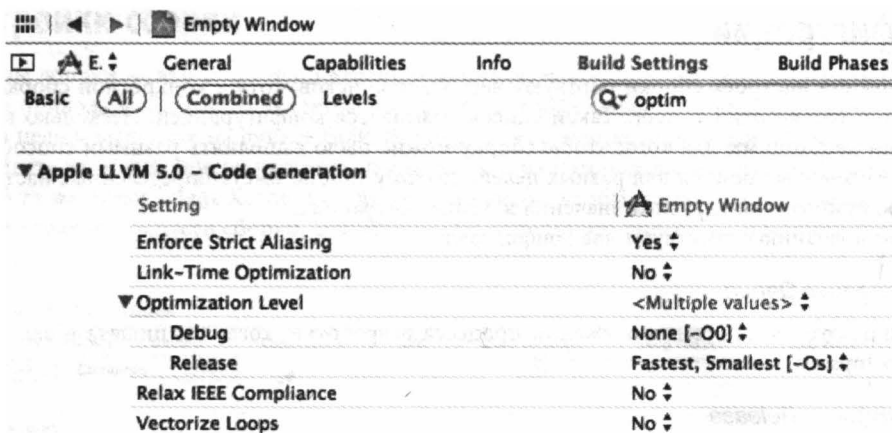 Empty Window
E. General Capabilities Info Build Settings Build Phases
Basic All Combined Levels optim
Apple LLVM 5.0 - Code Generation
Setting Empty Window
Enforce Strict Aliasing Yes
Link-Time Optimization No
Optimization Level <Multiple values>
Debug None [-O0]
Release Fastest, Smallest [-Os]
Relax IEEE Compliance No
Vectorize Loops No